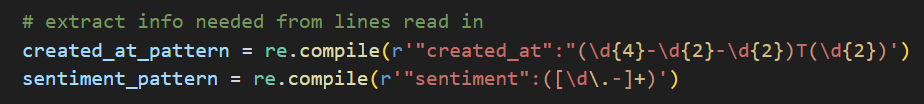 # extract info needed from lines read in
created_at_pattern = re.compile(r'"created_at":"(\d{4}-\d{2}-\d{2})T(\d{2})')
sentiment_pattern = re.compile(r'"sentiment":([\d\.-]+)')